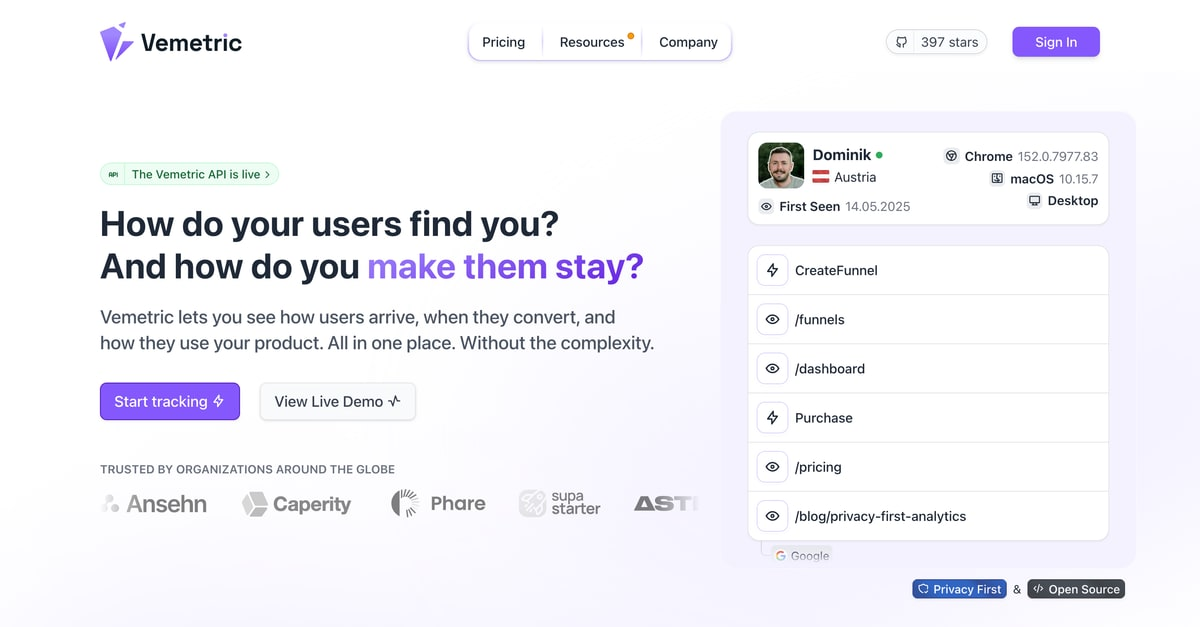 Vemetric
Pricing
Resources
Company
397 stars
Sign In
API The Vemetric API is live
How do your users find you?
And how do you make them stay?
Vemetric lets you see how users arrive, when they convert, and
how they use your product. All in one place. Without the complexity.
Start tracking
View Live Demo
TRUSTED BY ORGANIZATIONS AROUND THE GLOBE
Ansehn
Caperity
Phare
supa
starter
Dominik
Austria
First Seen 14.05.2025
Chrome 152.0.7977.83
macOS 10.15.7
Desktop
CreateFunnel
/funnels
/dashboard
Purchase
/pricing
/blog/privacy-first-analytics
Google
Privacy First & Open Source